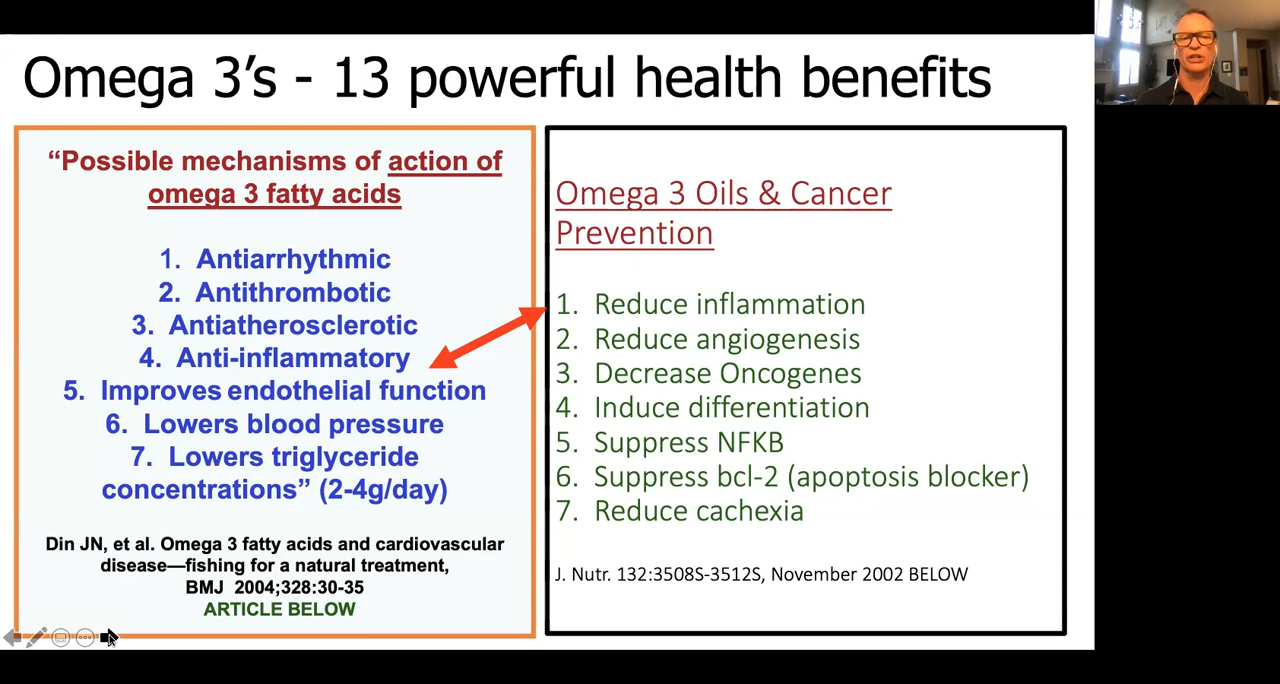 Omega 3’s - 13 powerful health benefits
“Possible mechanisms of action of
omega 3 fatty acids
1. Antiarrhythmic
2. Antithrombotic
3. Antiatherosclerotic
4. Anti-inflammatory
5. Improves endothelial function
6. Lowers blood pressure
7. Lowers triglyceride
concentrations” (2-4g/day)
Din JN, et al. Omega 3 fatty acids and cardiovascular
disease—fishing for a natural treatment,
BMJ 2004;328:30-35
ARTICLE BELOW
Omega 3 Oils & Cancer
Prevention
1. Reduce inflammation
2. Reduce angiogenesis
3. Decrease Oncogenes
4. Induce differentiation
5. Suppress NFKB
6. Suppress bcl-2 (apoptosis blocker)
7. Reduce cachexia
J. Nutr. 132:3508S-3512S, November 2002 BELOW